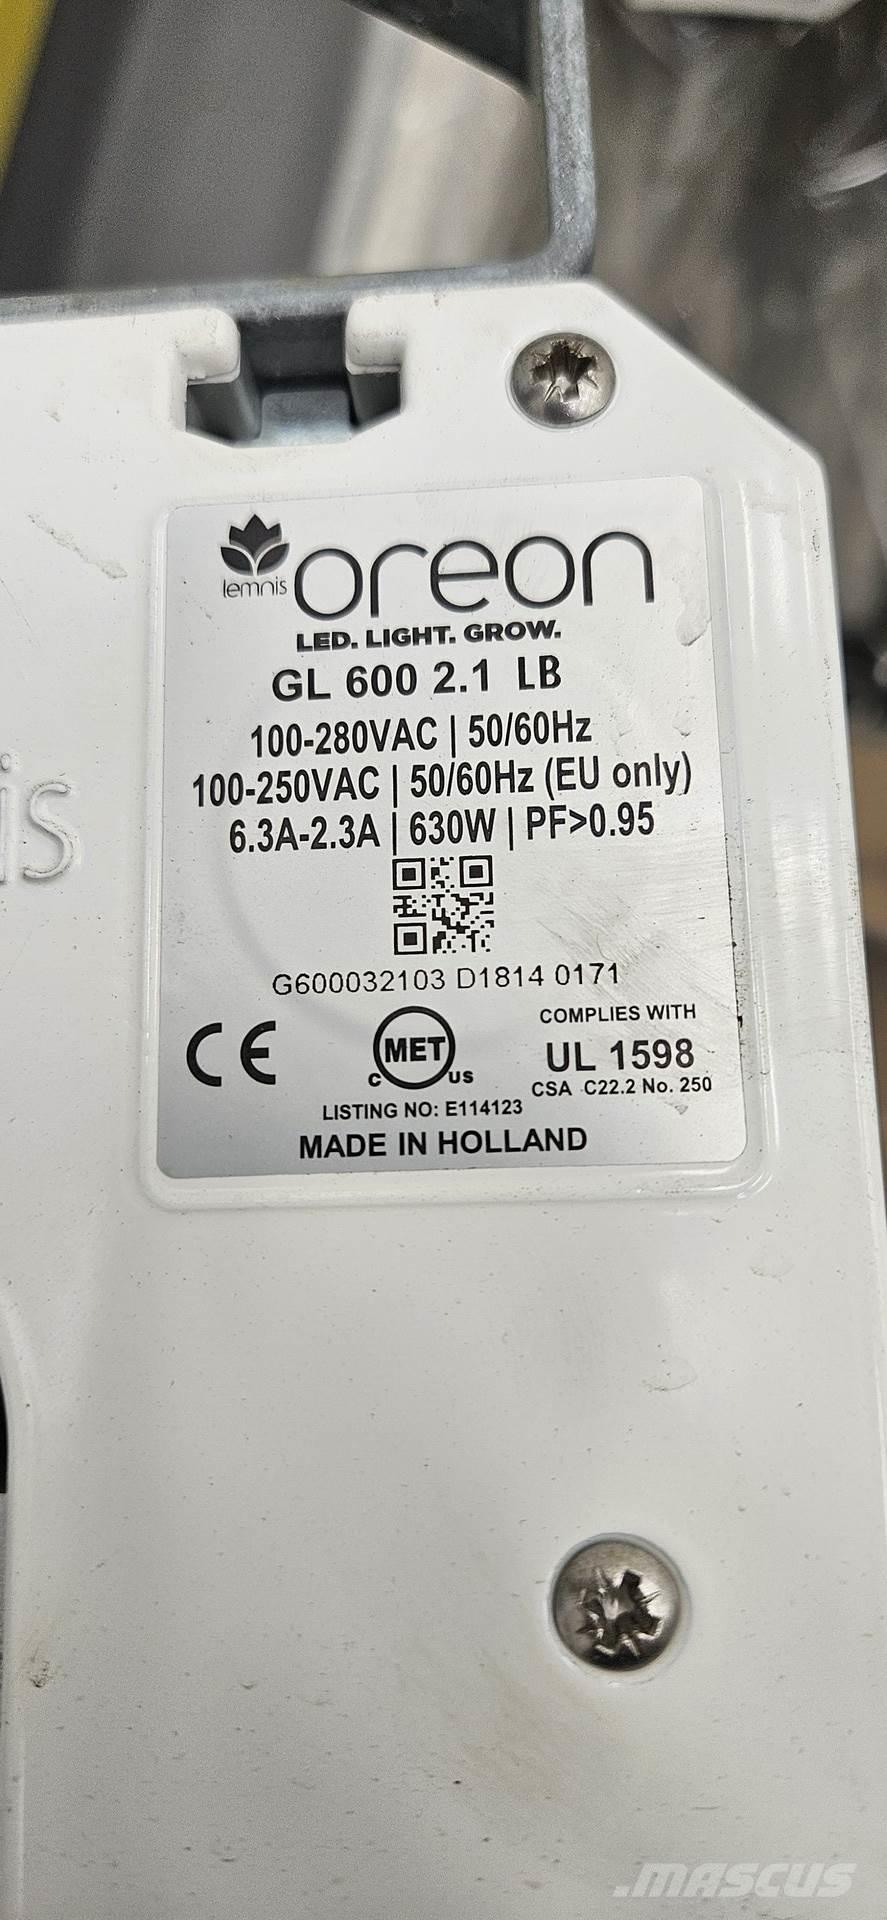 lemnis oreon
LED. LIGHT. GROW.
GL 600 2.1 LB
100-280VAC | 50/60Hz
100-250VAC | 50/60Hz (EU only)
6.3A-2.3A | 630W | PF>0.95
is
G600032103 D1814 0171
CE
MET
C US
COMPLIES WITH
UL 1598
CSA C22.2 No. 250
LISTING NO: E114123
MADE IN HOLLAND
.mascus